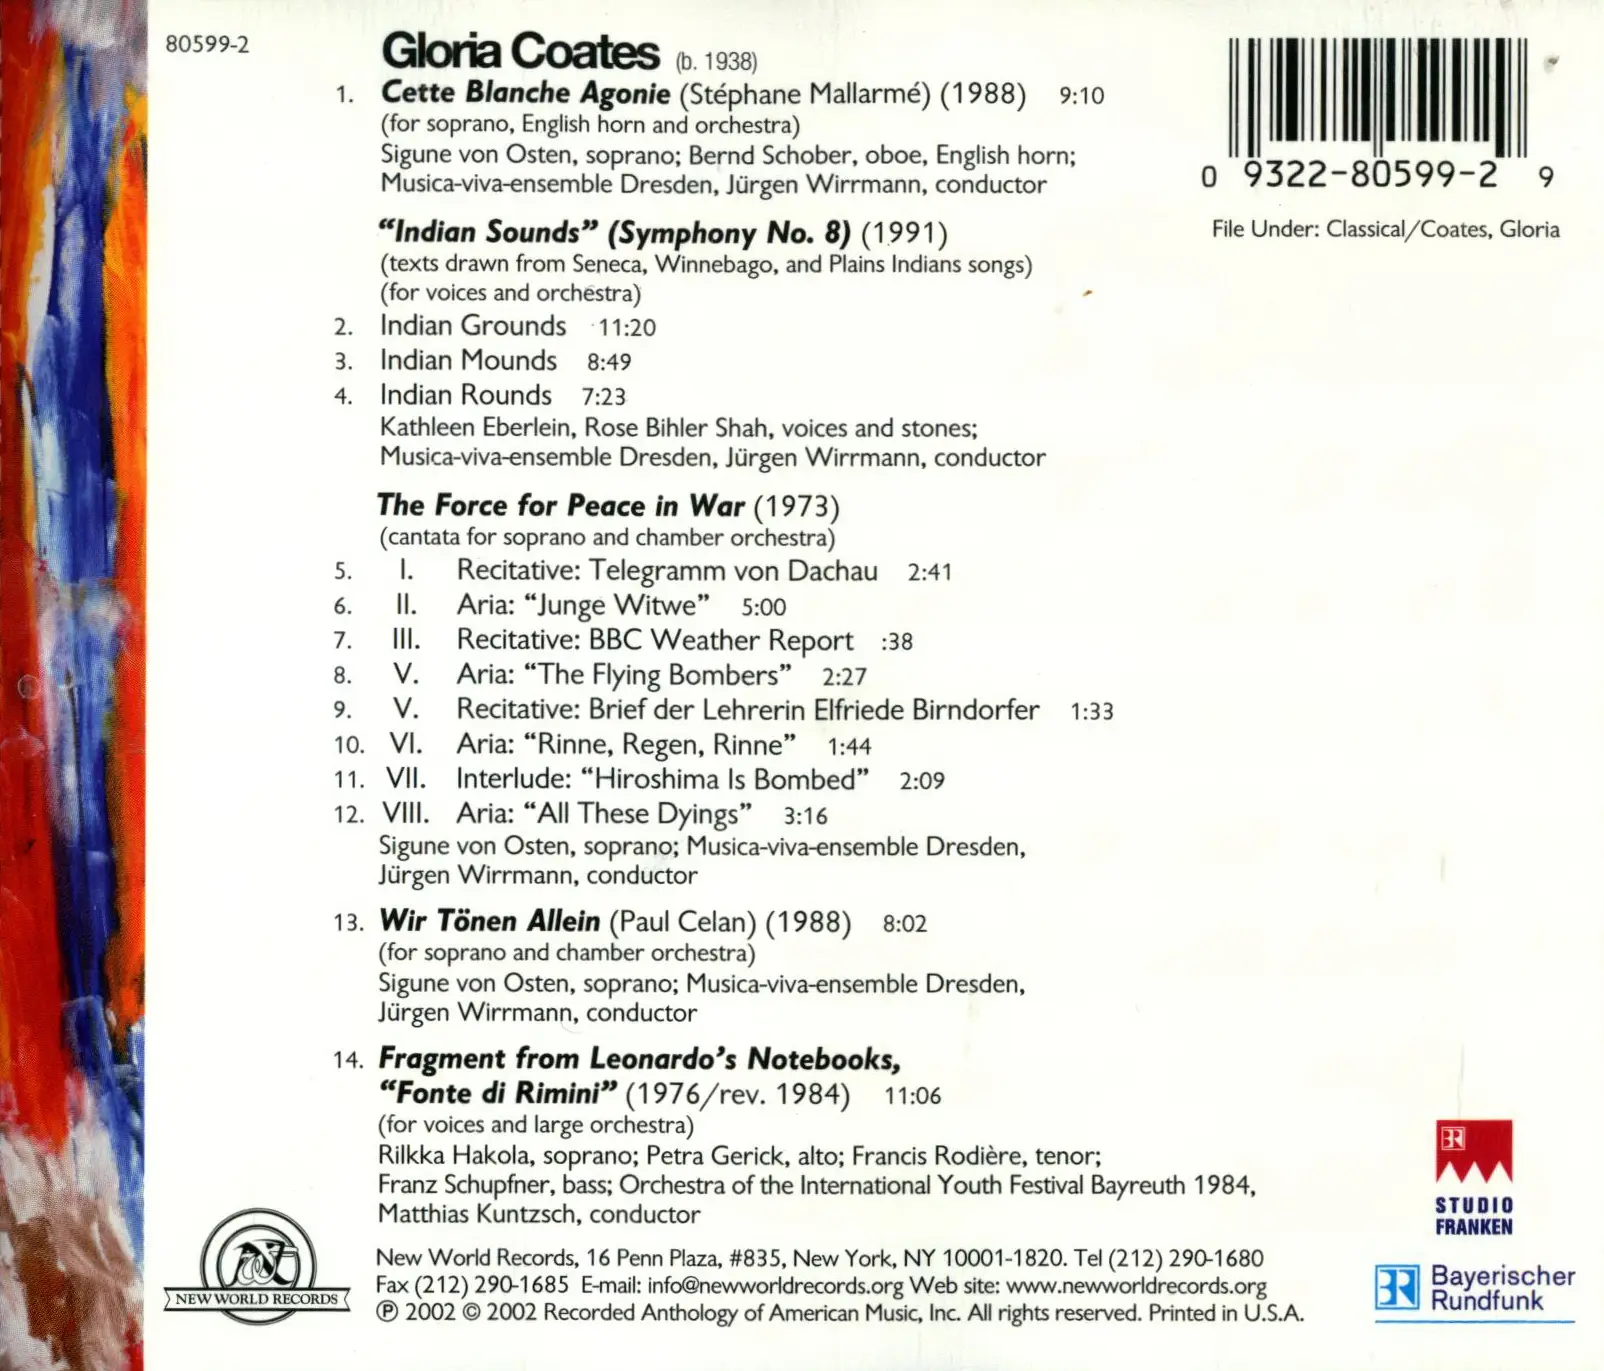 80599-2
Gloria Coates (b. 1938)
1. Cette Blanche Agonie (Stéphane Mallarmé) (1988) 9:10
(for soprano, English horn and orchestra)
Sigune von Osten, soprano; Bernd Schober, oboe, English horn;
Musica-viva-ensemble Dresden, Jürgen Wirrmann, conductor
“Indian Sounds” (Symphony No. 8) (1991)
(texts drawn from Seneca, Winnebago, and Plains Indians songs)
(for voices and orchestra)
2. Indian Grounds 11:20
3. Indian Mounds 8:49
4. Indian Rounds 7:23
Kathleen Eberlein, Rose Bihler Shah, voices and stones;
Musica-viva-ensemble Dresden, Jürgen Wirrmann, conductor
The Force for Peace in War (1973)
(cantata for soprano and chamber orchestra)
5. I. Recitative: Telegramm von Dachau 2:41
6. II. Aria: “Junge Witwe” 5:00
7. III. Recitative: BBC Weather Report :38
8. V. Aria: “The Flying Bombers” 2:27
9. V. Recitative: Brief der Lehrerin Elfriede Birndorfer 1:33
10. VI. Aria: “Rinne, Regen, Rinne” 1:44
11. VII. Interlude: “Hiroshima Is Bombed” 2:09
12. VIII. Aria: “All These Dyings” 3:16
Sigune von Osten, soprano; Musica-viva-ensemble Dresden,
Jürgen Wirrmann, conductor
13. Wir Tönen Allein (Paul Celan) (1988) 8:02
(for soprano and chamber orchestra)
Sigune von Osten, soprano; Musica-viva-ensemble Dresden,
Jürgen Wirrmann, conductor
14. Fragment from Leonardo’s Notebooks,
“Fonte di Rimini” (1976/rev. 1984) 11:06
(for voices and large orchestra)
Rilkka Hakola, soprano; Petra Gerick, alto; Francis Rodière, tenor;
Franz Schupfner, bass; Orchestra of the International Youth Festival Bayreuth 1984,
Matthias Kuntzsch, conductor
New World Records, 16 Penn Plaza, #835, New York, NY 10001-1820. Tel (212) 290-1680
Fax (212) 290-1685 E-mail: info@newworldrecords.org Web site: www.newworldrecords.org
℗ 2002 © 2002 Recorded Anthology of American Music, Inc. All rights reserved. Printed in U.S.A.
NEW WORLD RECORDS
0 9322-80599-2 9
File Under: Classical/Coates, Gloria
BR
STUDIO
FRANKEN
BR Bayerischer
Rundfunk